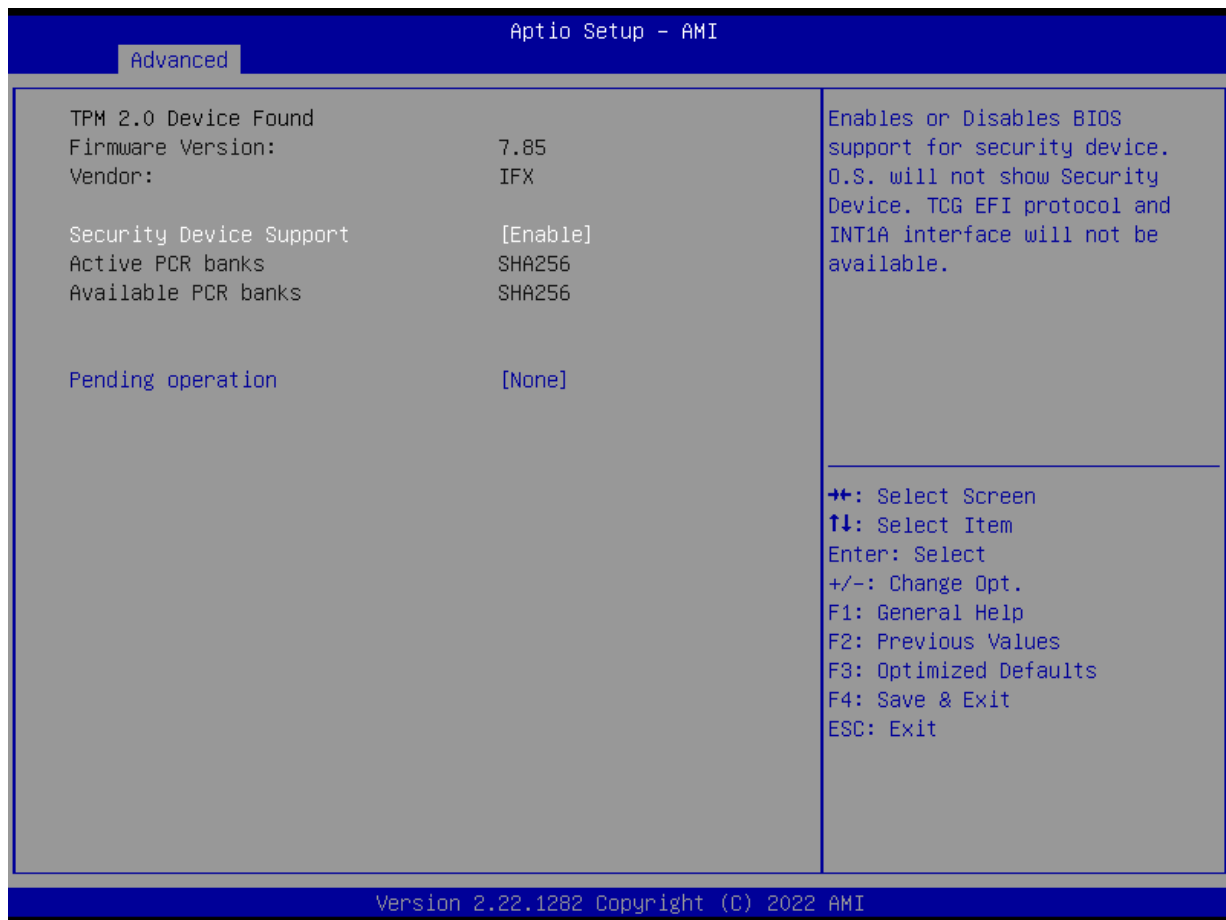 Aptio Setup – AMI
Advanced
TPM 2.0 Device Found
Firmware Version: 7.85
Vendor: IFX
Security Device Support [Enable]
Active PCR banks SHA256
Available PCR banks SHA256
Pending operation [None]
Enables or Disables BIOS
support for security device.
O.S. will not show Security
Device. TCG EFI protocol and
INT1A interface will not be
available.
→←: Select Screen
↑↓: Select Item
Enter: Select
+/-: Change Opt.
F1: General Help
F2: Previous Values
F3: Optimized Defaults
F4: Save & Exit
ESC: Exit
Version 2.22.1282 Copyright (C) 2022 AMI